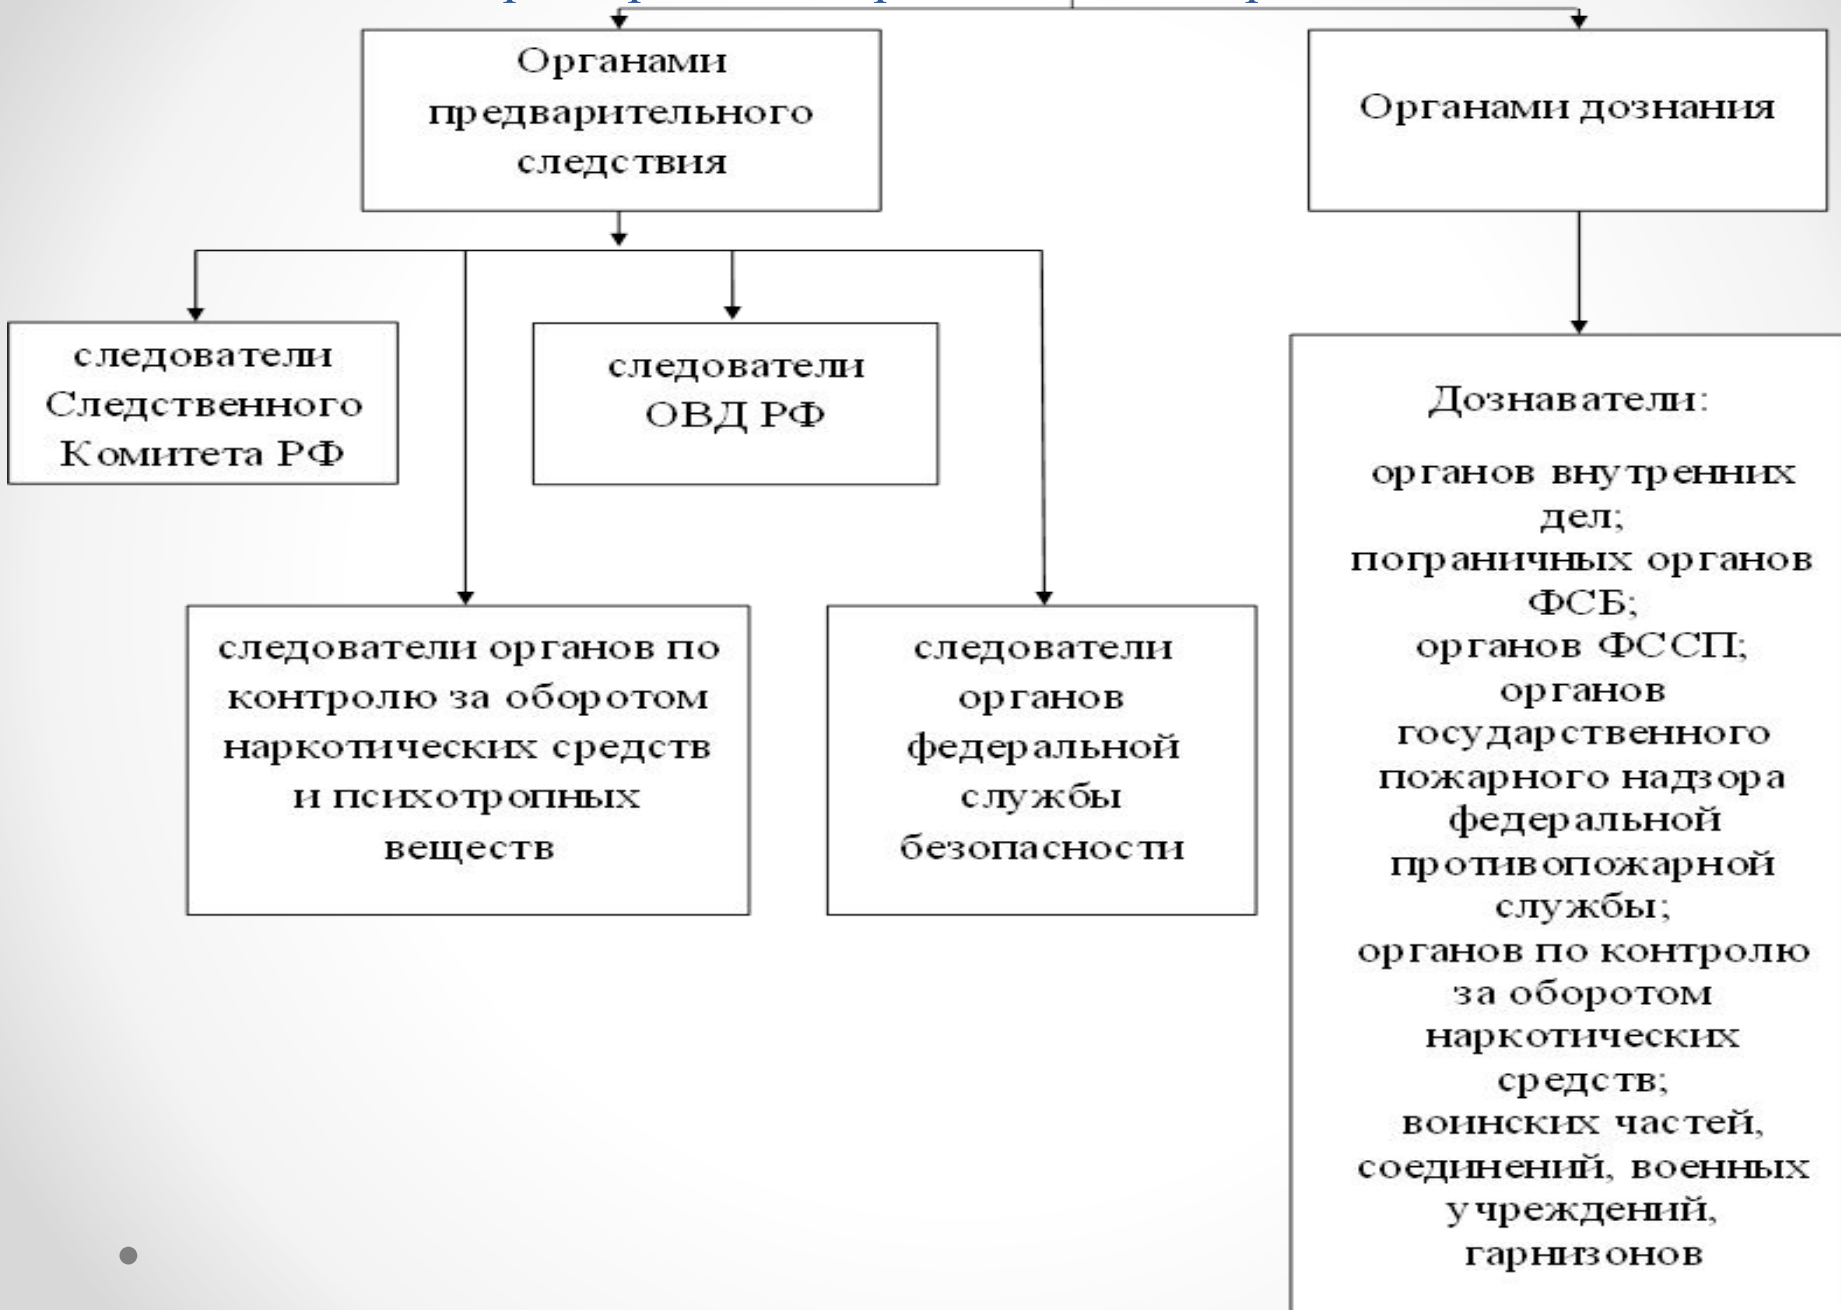 Органами
предварительного
следствия
Органами дознания
следователи
Следственного
Комитета РФ
следователи
ОВД РФ
следователи органов по
контролю за оборотом
наркотических средств
и психотропных
веществ
следователи
органов
федеральной
службы
безопасности
Дознаватели:
органов внутренних
дел;
пограничных органов
ФСБ;
органов ФССП;
органов
государственного
пожарного надзора
федеральной
противопожарной
службы;
органов по контролю
за оборотом
наркотических
средств;
воинских частей,
соединений, военных
учреждений,
гарнизонов